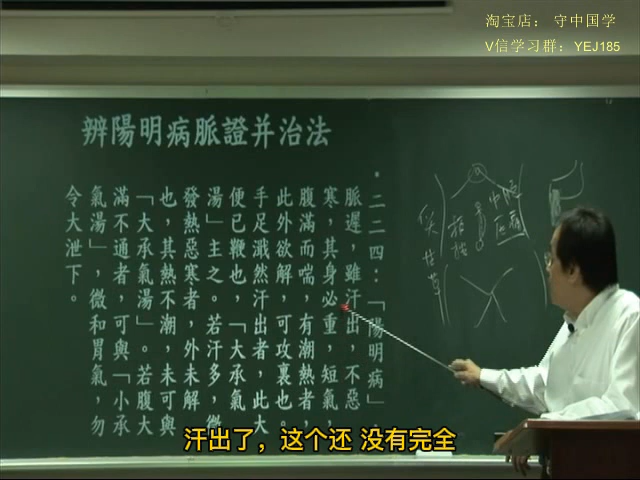 淘宝店： 守中国学
V信学习群：YEJ185
辨陽明病脈證并治法
·二二四：「陽明病」，
脈遲，雖汗出，不惡
寒，其身必重，短氣，
腹滿而喘，有潮熱者，
此外欲解，可攻裏也。
手足濈然汗出者，此大
便已鞕也，「大承氣
湯」主之。若汗多，微
發熱惡寒者，外未解
也，其熱不潮，未可與
「大承氣湯」。若腹大
滿不通者，可與「小承
氣湯」，微和胃氣，勿
令大泄下。
甘草
汗出了，这个还 没有完全